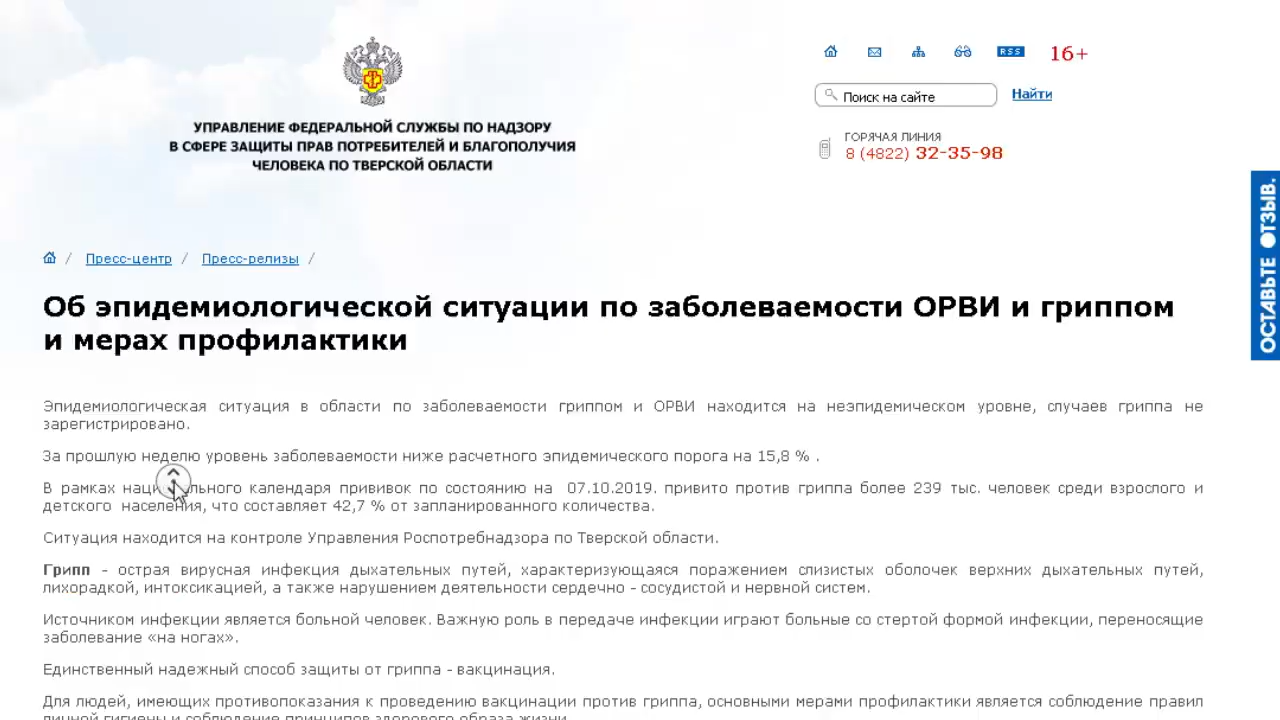 RSS
16+
УПРАВЛЕНИЕ ФЕДЕРАЛЬНОЙ СЛУЖБЫ ПО НАДЗОРУ
В СФЕРЕ ЗАЩИТЫ ПРАВ ПОТРЕБИТЕЛЕЙ И БЛАГОПОЛУЧИЯ
ЧЕЛОВЕКА ПО ТВЕРСКОЙ ОБЛАСТИ
Поиск на сайте
Найти
ГОРЯЧАЯ ЛИНИЯ
8 (4822) 32-35-98
ОСТАВЬТЕ ОТЗЫВ.
/ Пресс-центр / Пресс-релизы /
Об эпидемиологической ситуации по заболеваемости ОРВИ и гриппом
и мерах профилактики
Эпидемиологическая ситуация в области по заболеваемости гриппом и ОРВИ находится на неэпидемическом уровне, случаев гриппа не
зарегистрировано.
За прошлую неделю уровень заболеваемости ниже расчетного эпидемического порога на 15,8 % .
В рамках национального календаря прививок по состоянию на 07.10.2019. привито против гриппа более 239 тыс. человек среди взрослого и
детского населения, что составляет 42,7 % от запланированного количества.
Ситуация находится на контроле Управления Роспотребнадзора по Тверской области.
Грипп - острая вирусная инфекция дыхательных путей, характеризующаяся поражением слизистых оболочек верхних дыхательных путей,
лихорадкой, интоксикацией, а также нарушением деятельности сердечно - сосудистой и нервной систем.
Источником инфекции является больной человек. Важную роль в передаче инфекции играют больные со стертой формой инфекции, переносящие
заболевание «на ногах».
Единственный надежный способ защиты от гриппа - вакцинация.
Для людей, имеющих противопоказания к проведению вакцинации против гриппа, основными мерами профилактики является соблюдение правил
личной гигиены и соблюдение принципов здорового образа жизни.